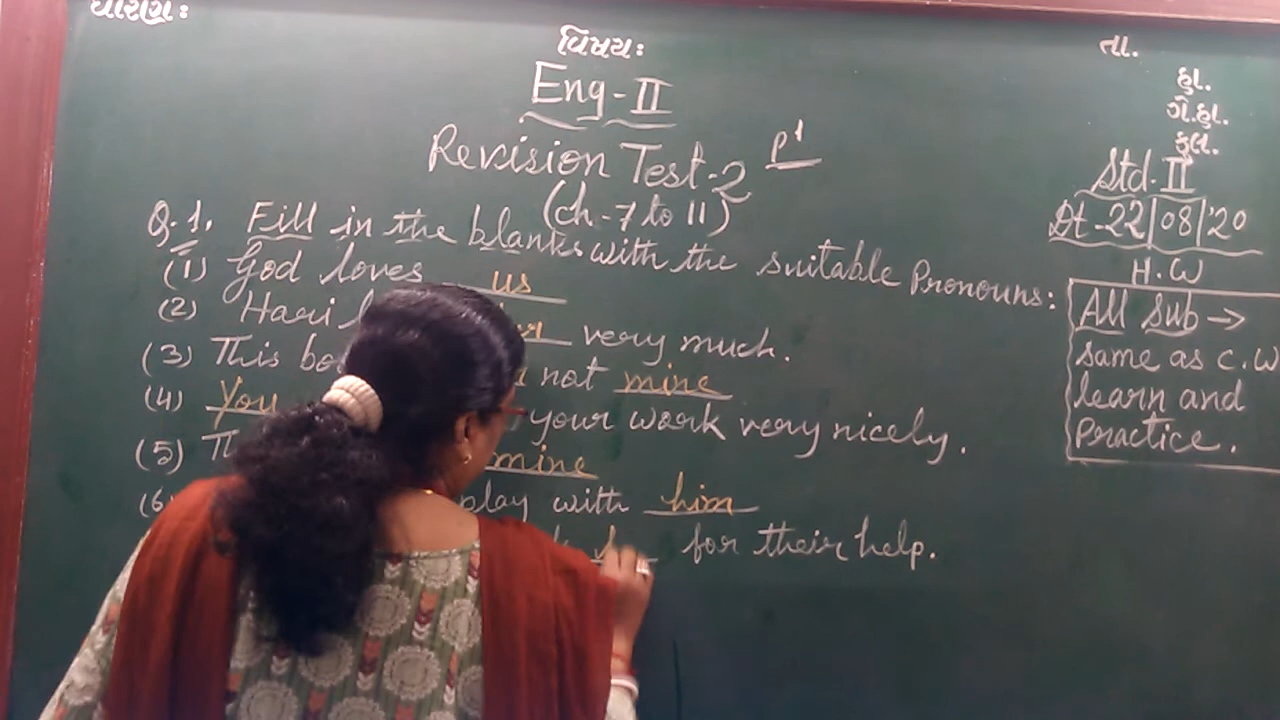 ધોરણ:
વિષય:
Eng-II
Revision Test-2 P1
(ch-7 to 11)
Q.1. Fill in the blanks with the suitable Pronouns:
(1) God loves us
(2) Hari very much.
(3) This not mine
(4) You your work very nicely.
(5) mine
(6) play with him
for their help.
તા.
હા.
ગે.હા.
કુલ.
Std-II
Dt-22/08/'20
H.W
All Sub →
same as C.W
learn and
Practice.